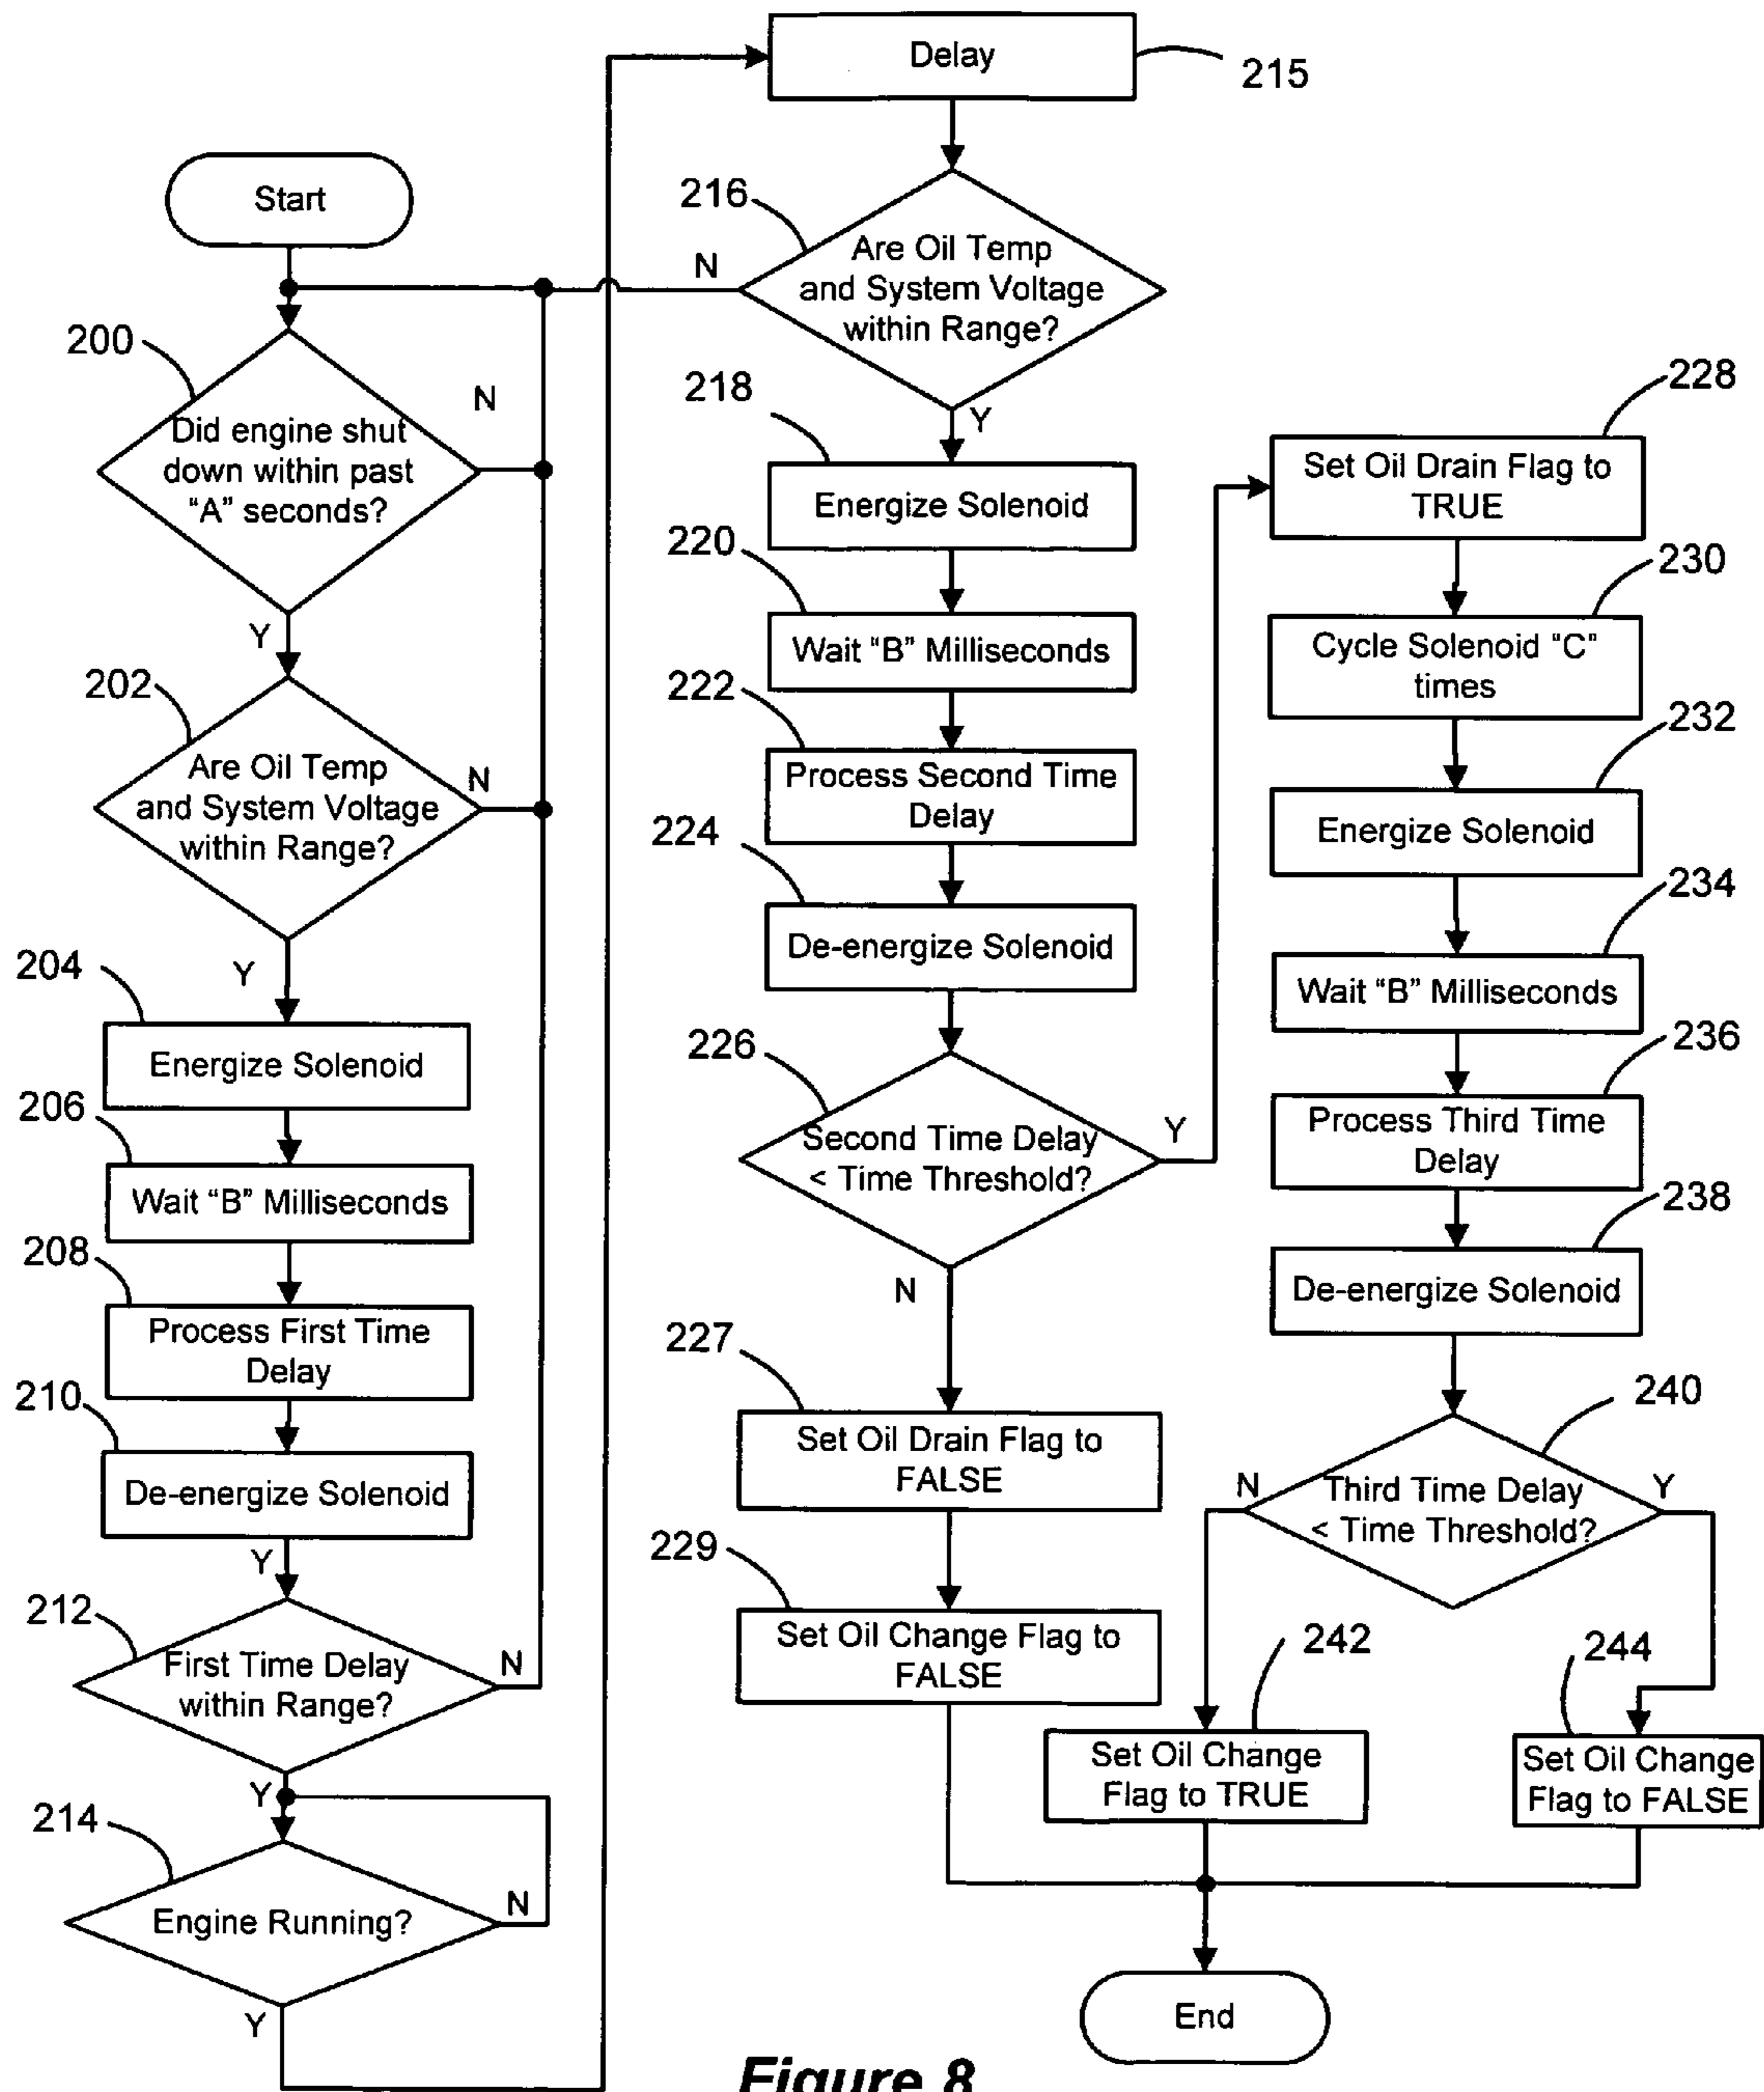 Start
200
Did engine shut
down within past
"A" seconds?
N
Y
202
Are Oil Temp
and System Voltage
within Range?
N
Y
204
Energize Solenoid
206
Wait "B" Milliseconds
208
Process First Time
Delay
210
De-energize Solenoid
Y
212
First Time Delay
within Range?
N
Y
214
Engine Running?
N
Y
Delay
215
216
Are Oil Temp
and System Voltage
within Range?
N
Y
218
Energize Solenoid
220
Wait "B" Milliseconds
222
Process Second Time
Delay
224
De-energize Solenoid
226
Second Time Delay
< Time Threshold?
Y
N
227
Set Oil Drain Flag to
FALSE
229
Set Oil Change Flag to
FALSE
228
Set Oil Drain Flag to
TRUE
230
Cycle Solenoid "C"
times
232
Energize Solenoid
234
Wait "B" Milliseconds
236
Process Third Time
Delay
238
De-energize Solenoid
240
Third Time Delay
< Time Threshold?
N
Y
242
Set Oil Change
Flag to TRUE
244
Set Oil Change
Flag to FALSE
End
Figure 8